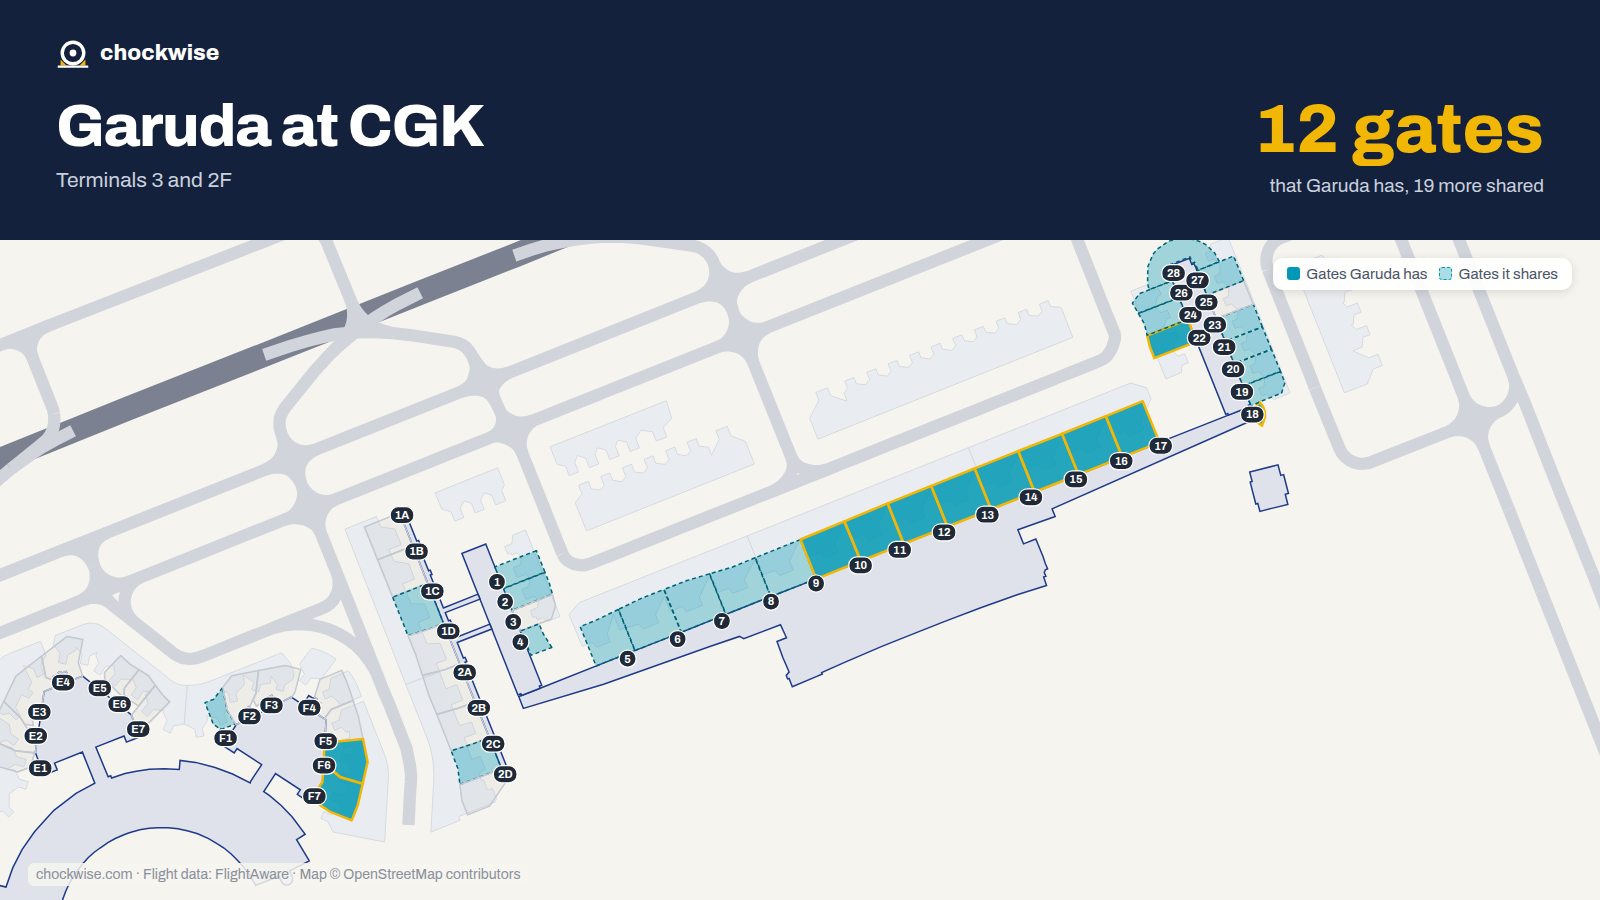 chockwise
Garuda at CGK
Terminals 3 and 2F
12 gates
that Garuda has, 19 more shared
Gates Garuda has
Gates it shares
28
27
26
25
24
23
22
21
20
19
18
17
16
15
14
13
12
11
10
9
8
7
6
5
1A
1B
1C
1D
2A
2B
2C
2D
1
2
3
4
E4
E5
E6
E3
E2
E7
E1
F3
F4
F2
F1
F5
F6
F7
chockwise.com · Flight data: FlightAware · Map © OpenStreetMap contributors